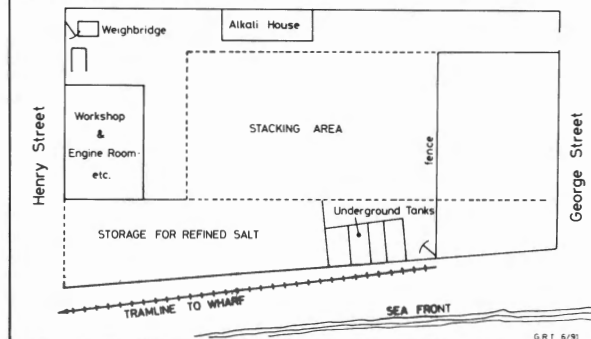 Weighbridge
Alkali House
Henry Street
Workshop
&
Engine Room
etc.
STACKING AREA
fence
George Street
Underground Tanks
STORAGE FOR REFINED SALT
TRAMLINE TO WHARF
SEA FRONT
G.R.T. 6/91